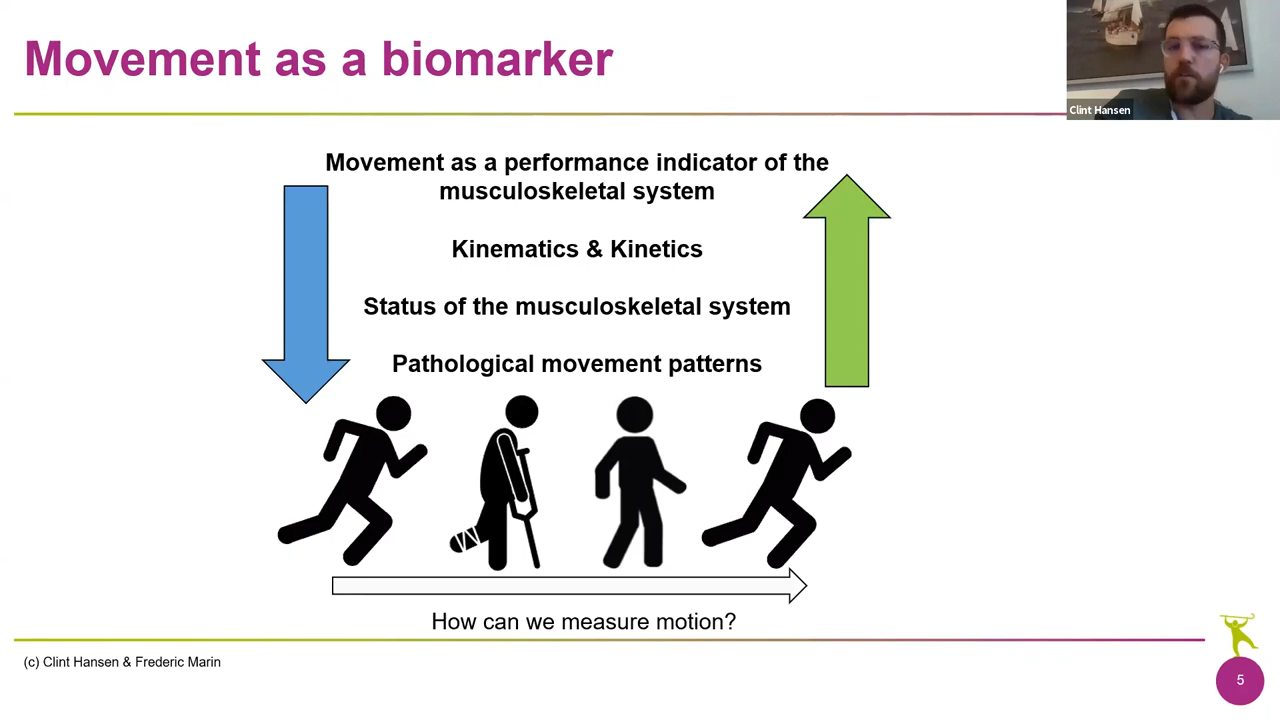 Movement as a biomarker
Clint Hansen
Movement as a performance indicator of the
musculoskeletal system
Kinematics & Kinetics
Status of the musculoskeletal system
Pathological movement patterns
How can we measure motion?
(c) Clint Hansen & Frederic Marin
5